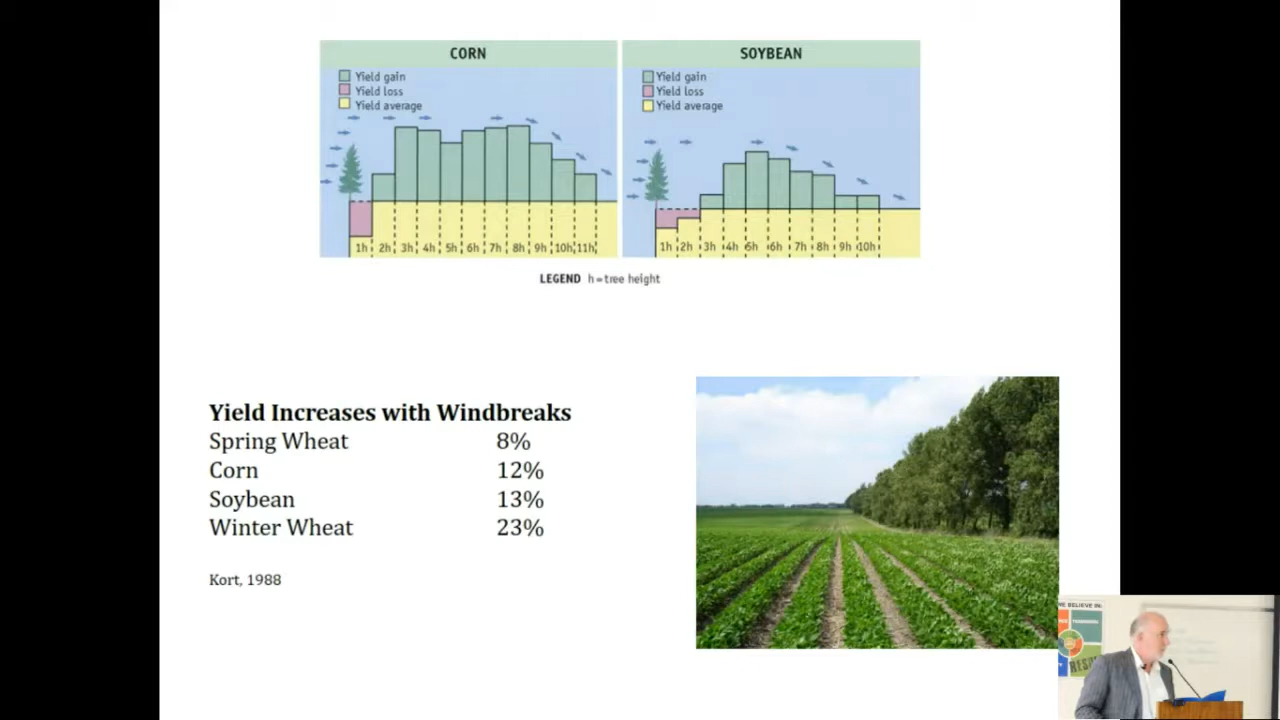 CORN
Yield gain
Yield loss
Yield average
1h 2h 3h 4h 5h 6h 7h 8h 9h 10h 11h
SOYBEAN
Yield gain
Yield loss
Yield average
1h 2h 3h 4h 5h 6h 7h 8h 9h 10h
LEGEND h=tree height
Yield Increases with Windbreaks
Spring Wheat 8%
Corn 12%
Soybean 13%
Winter Wheat 23%
Kort, 1988
E BELIEVE IN: